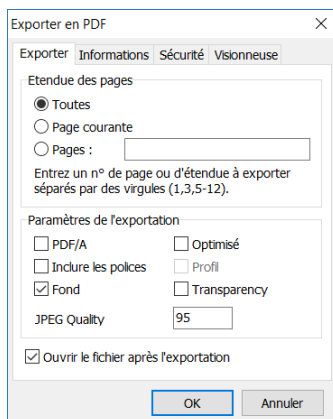 Exporter en PDF
Exporter Informations Sécurité Visionneuse
Etendue des pages
Toutes
Page courante
Pages :
Entrez un n° de page ou d'étendue à exporter
séparés par des virgules (1,3,5-12).
Paramètres de l'exportation
PDF/A Optimisé
Inclure les polices Profil
Fond Transparency
JPEG Quality 95
Ouvrir le fichier après l'exportation
OK Annuler